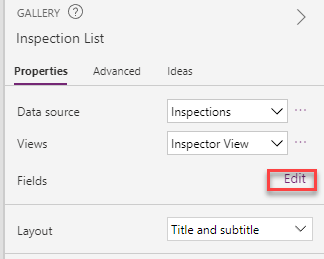 GALLERY ?
Inspection List
Properties Advanced Ideas
Data source Inspections ...
Views Inspector View ...
Fields Edit
Layout Title and subtitle